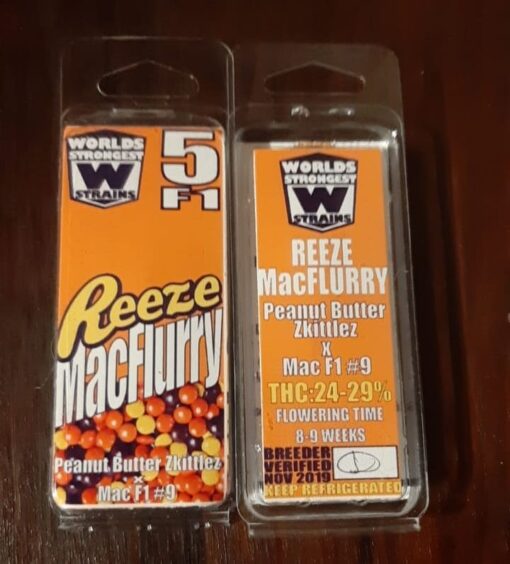 WORLDS
STRONGEST
W
STRAINS
5
F1
Reeze
MacFlurry
Peanut Butter Zkittlez
x
Mac F1 #9
WORLDS
STRONGEST
W
STRAINS
REEZE
MacFLURRY
Peanut Butter
Zkittlez
X
Mac F1 #9
THC:24-29%
FLOWERING TIME
8-9 WEEKS
BREEDER
VERIFIED
NOV 2019
KEEP REFRIGERATED